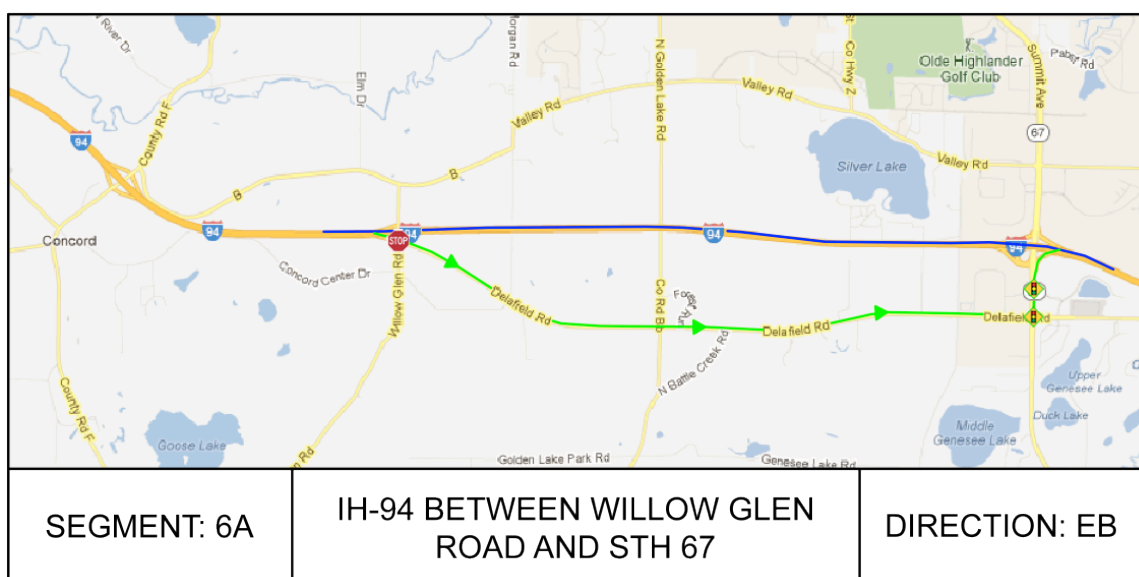 River Dr
Morgan Rd
Elm Dr
County Rd F
N Golden Lake Rd
St
Co Hwy Z
Olde Highlander
Golf Club
Summit Ave
Pabst Rd
67
Valley Rd
Valley Rd
Valley Rd
94
B
B
Silver Lake
Concord
94
94
94
94
STOP
Concord Center Dr
Willow Glen Rd
Delafield Rd
Co Rd Bb
Forest Run
Delafield Rd
Delafield Rd
N Battle Creek Rd
County Rd F
Goose Lake
Golden Lake Park Rd
Genesee Lake Rd
Upper
Genesee Lake
Duck Lake
Middle
Genesee Lake
SEGMENT: 6A
IH-94 BETWEEN WILLOW GLEN
ROAD AND STH 67
DIRECTION: EB